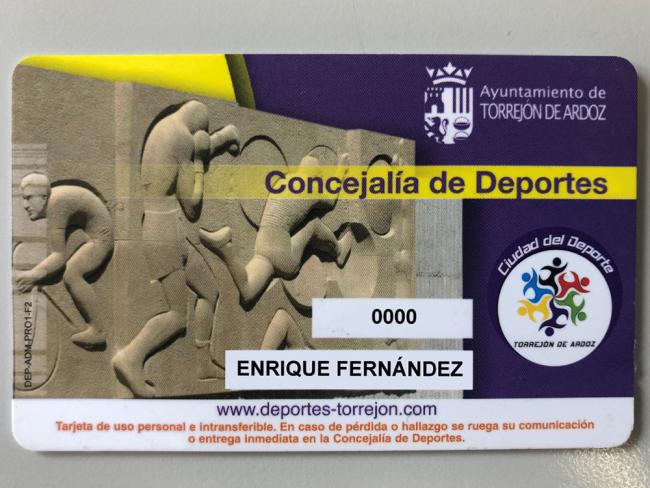 Ayuntamiento de
TORREJÓN DE ARDOZ
Concejalía de Deportes
Ciudad del Deporte
TORREJÓN DE ARDOZ
0000
ENRIQUE FERNÁNDEZ
DEP-ADM-PRO1-F2
www.deportes-torrejon.com
Tarjeta de uso personal e intransferible. En caso de pérdida o hallazgo se ruega su comunicación
o entrega inmediata en la Concejalía de Deportes.